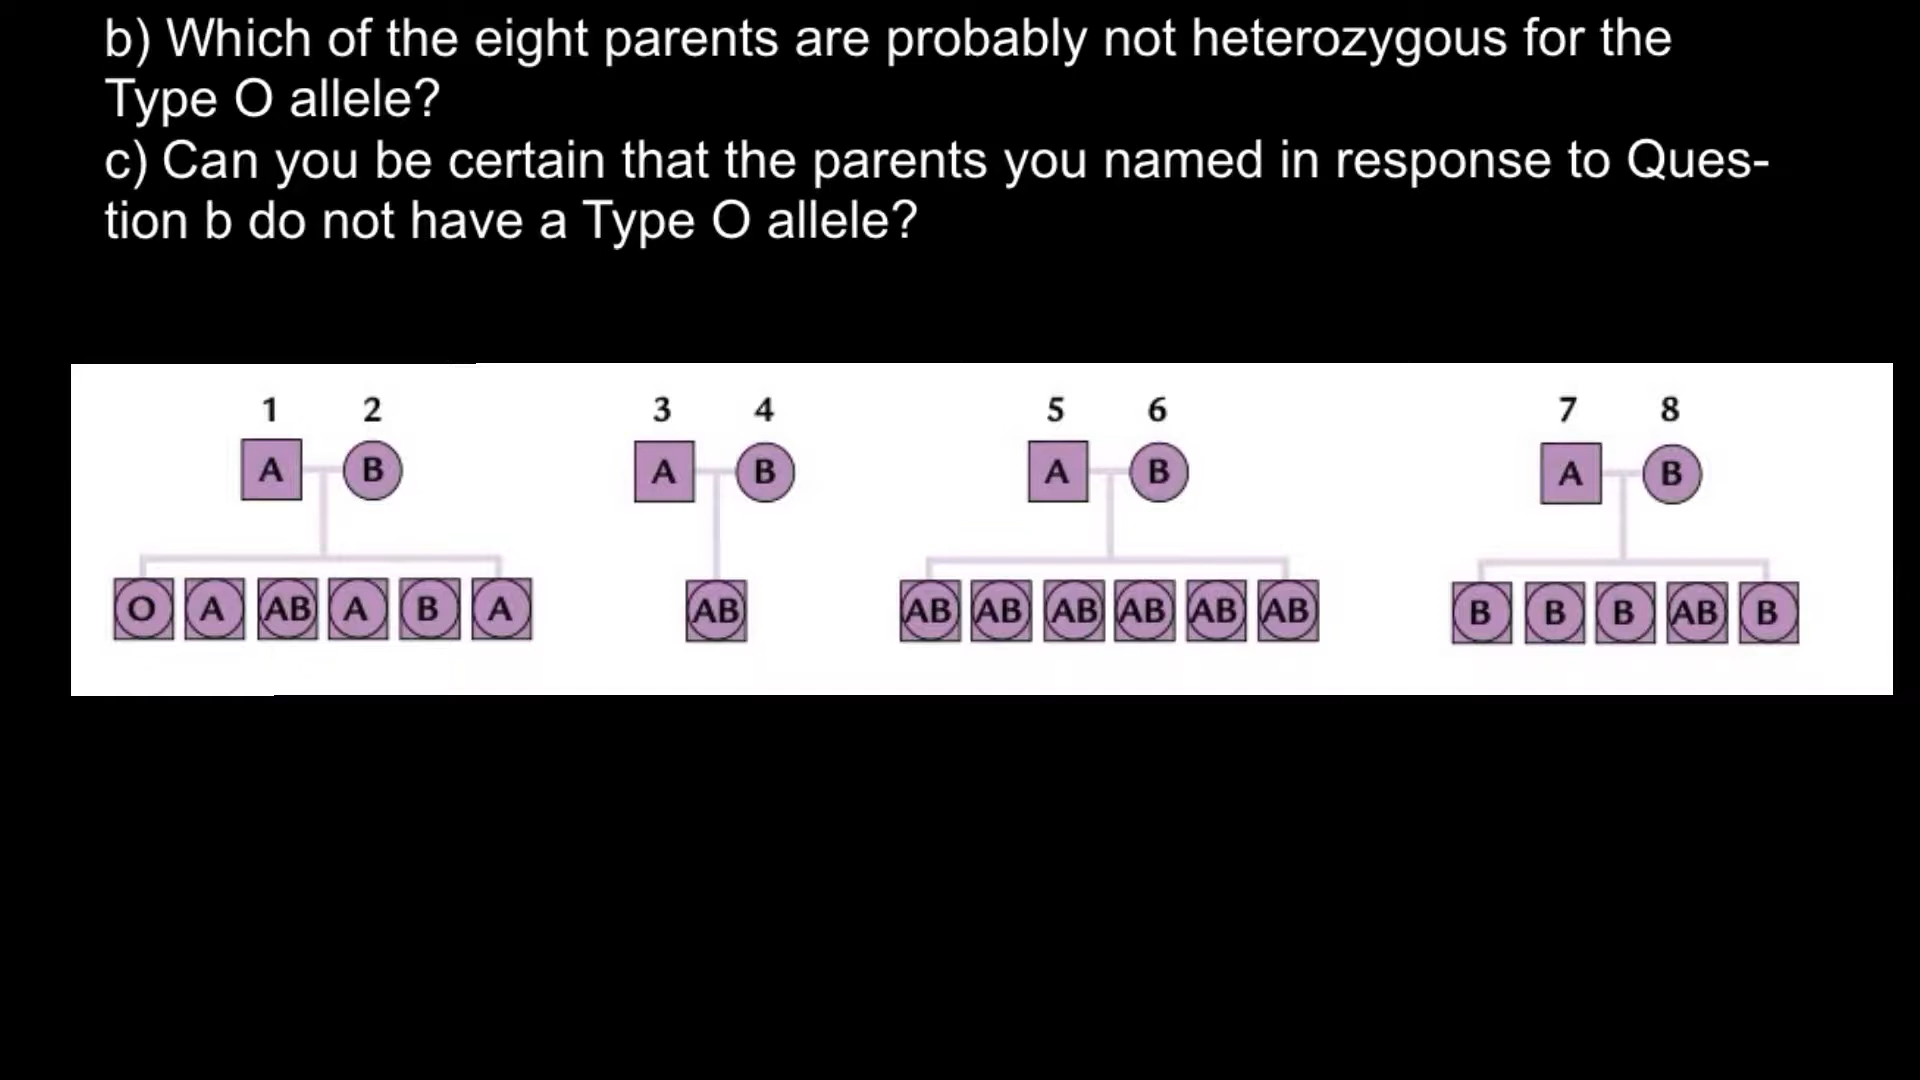 b) Which of the eight parents are probably not heterozygous for the
Type O allele?
c) Can you be certain that the parents you named in response to Ques-
tion b do not have a Type O allele?
1 2 3 4 5 6 7 8
A B A B A B A B
O A AB A B A AB AB AB AB AB AB AB B B B AB B